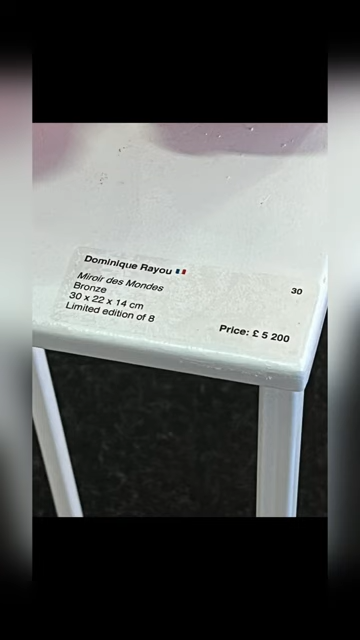 Dominique Rayou 🇫🇷
30
Miroir des Mondes
Bronze
30 x 22 x 14 cm
Limited edition of 8
Price: £ 5 200